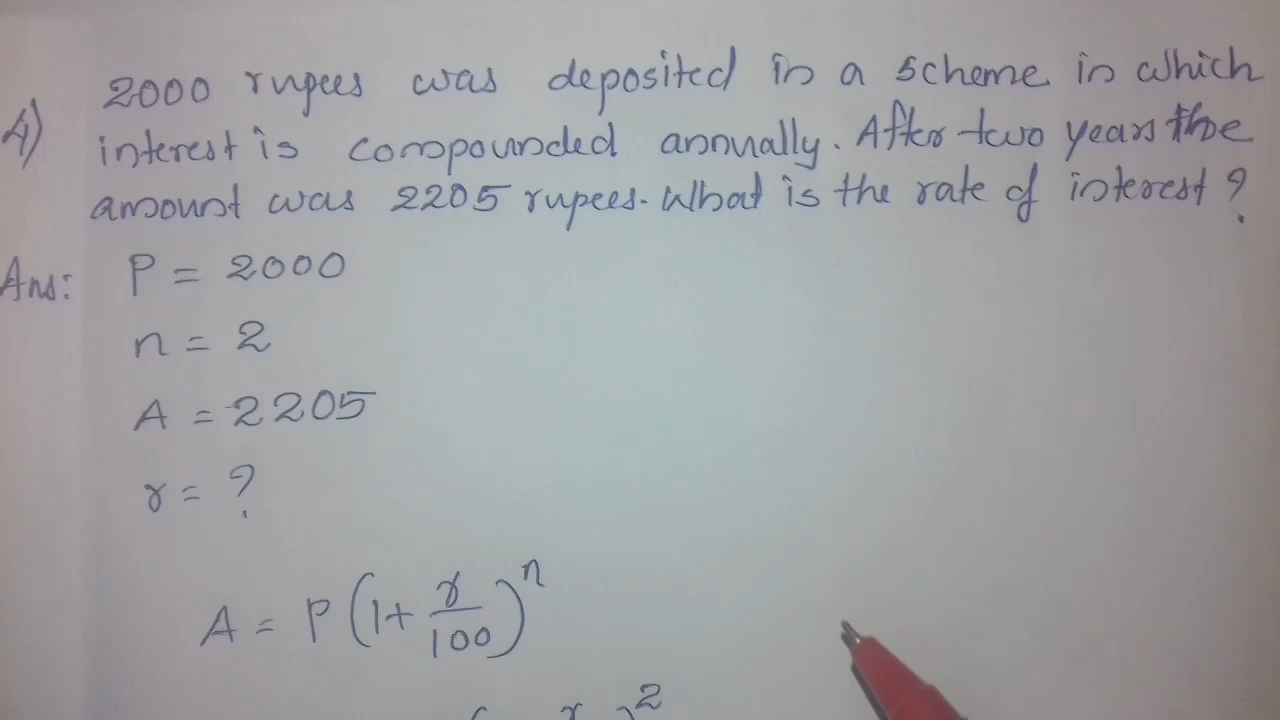 4) 2000 rupees was deposited in a scheme in which
interest is compounded annually. After two years the
amount was 2205 rupees. What is the rate of interest?
Ans: P = 2000
n = 2
A = 2205
r = ?
A = P(1+r/100)^n